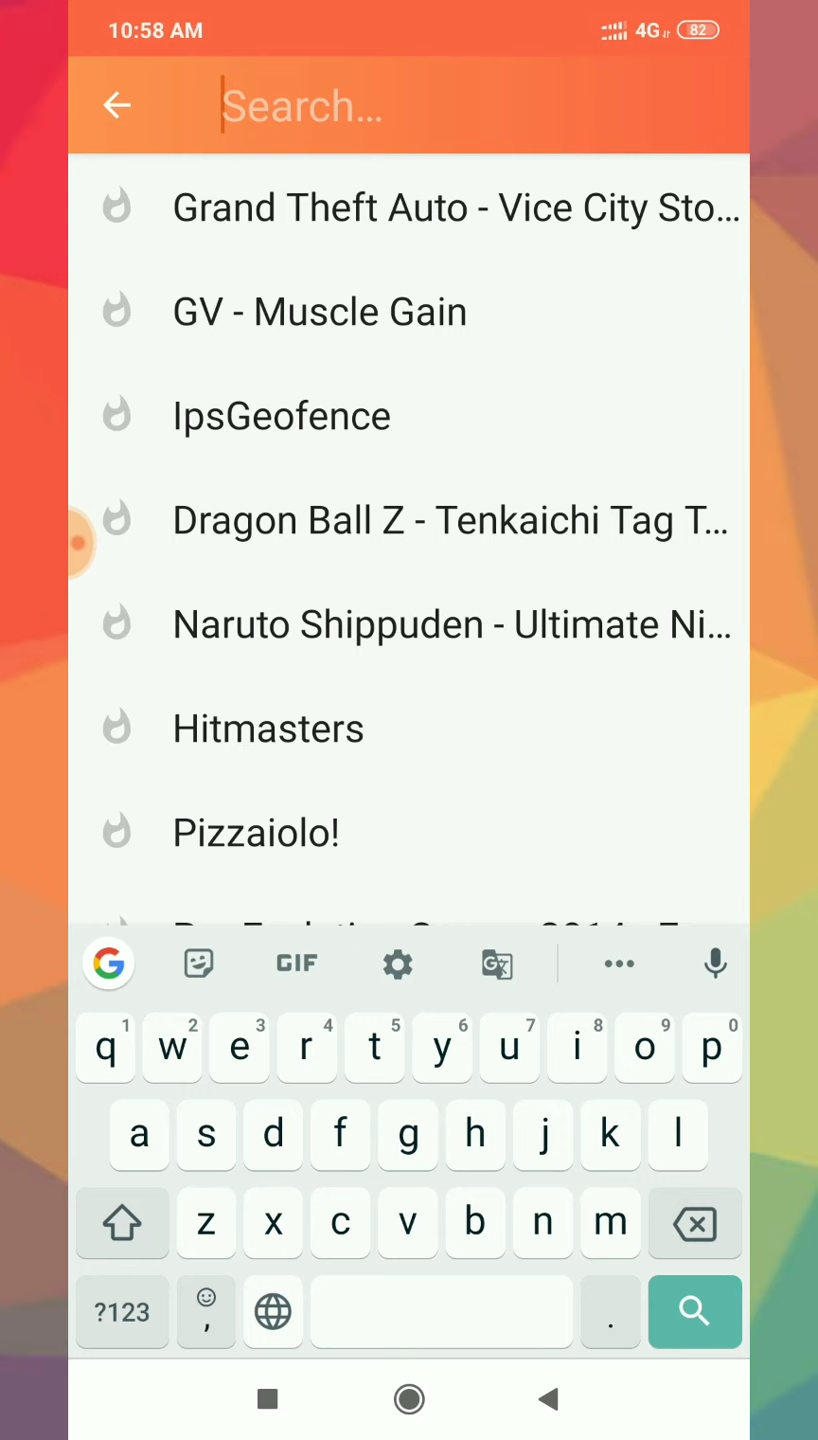 10:58 AM
4G
82
Search...
Grand Theft Auto - Vice City Sto...
GV - Muscle Gain
IpsGeofence
Dragon Ball Z - Tenkaichi Tag T...
Naruto Shippuden - Ultimate Ni...
Hitmasters
Pizzaiolo!
G
GIF
G
1 2 3 4 5 6 7 8 9 0
q w e r t y u i o p
a s d f g h j k l
z x c v b n m
?123 , .